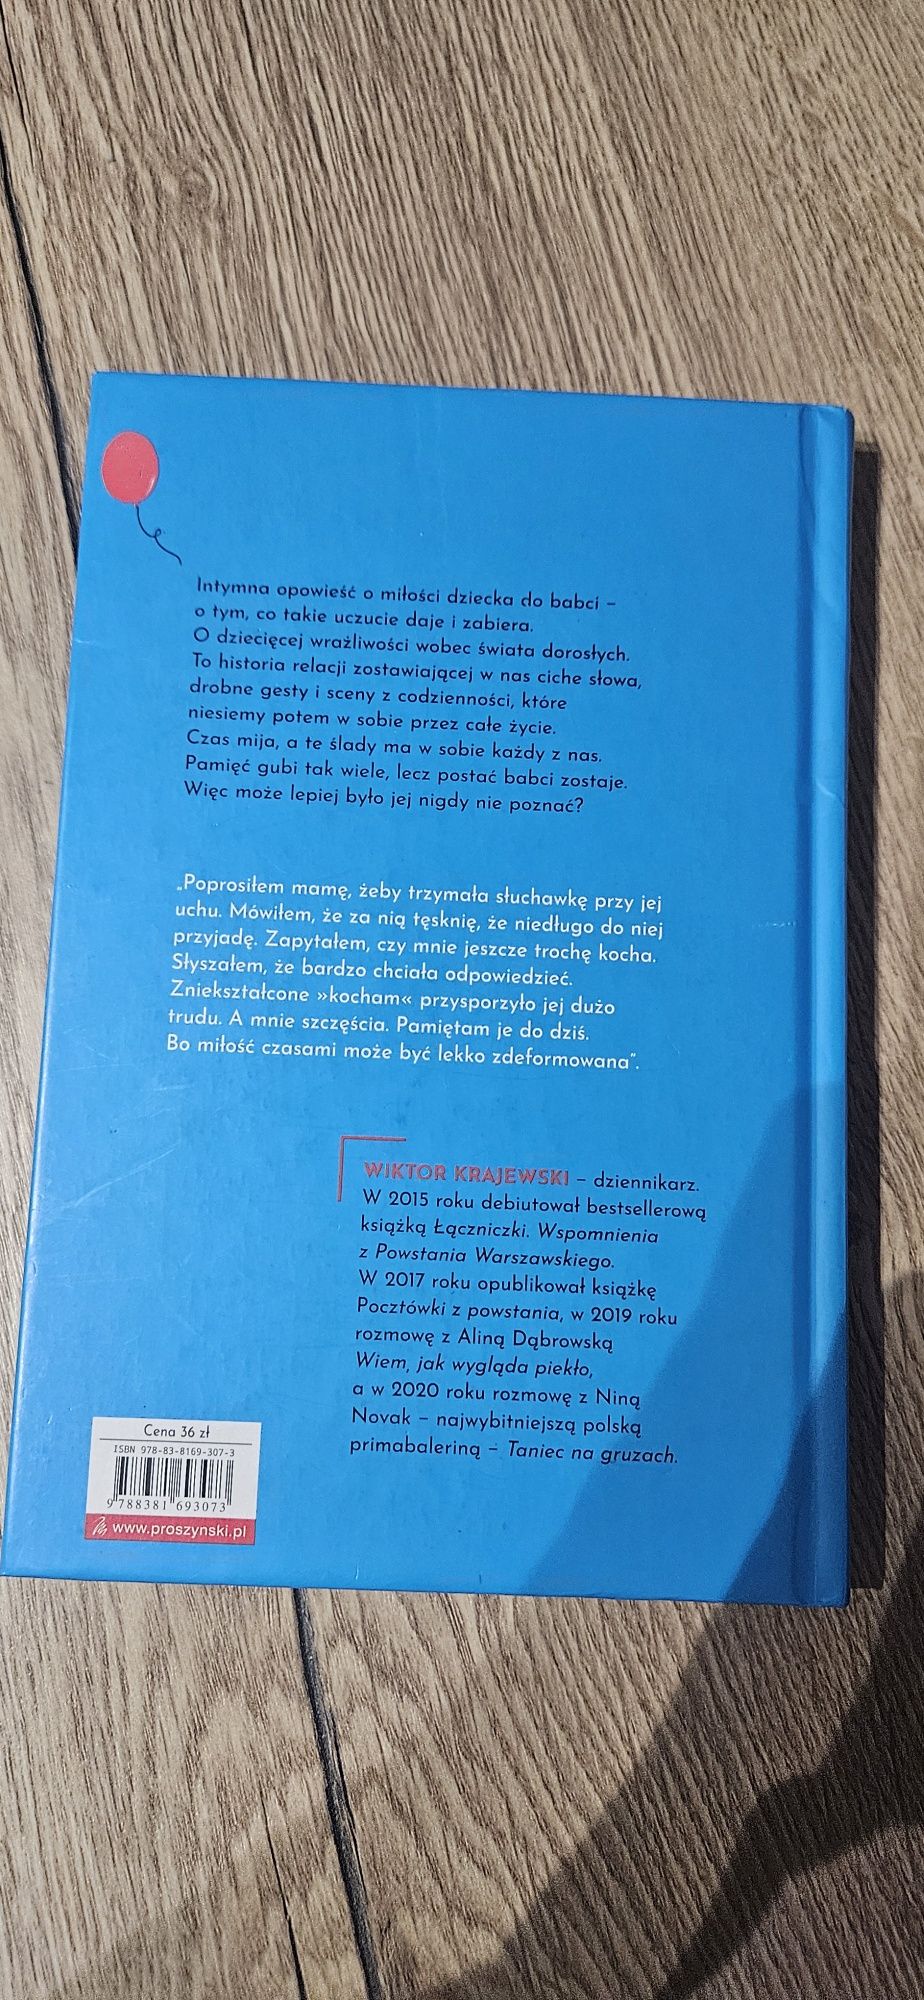 Intymna opowieść o miłości dziecka do babci –
o tym, co takie uczucie daje i zabiera.
O dziecięcej wrażliwości wobec świata dorosłych.
To historia relacji zostawiającej w nas ciche słowa,
drobne gesty i sceny z codzienności, które
niesiemy potem w sobie przez całe życie.
Czas mija, a te ślady ma w sobie każdy z nas.
Pamięć gubi tak wiele, lecz postać babci zostaje.
Więc może lepiej było jej nigdy nie poznać?
„Poprosiłem mamę, żeby trzymała słuchawkę przy jej
uchu. Mówiłem, że za nią tęsknię, że niedługo do niej
przyjadę. Zapytałem, czy mnie jeszcze trochę kocha.
Słyszałem, że bardzo chciała odpowiedzieć.
Zniekształcone »kocham« przysporzyło jej dużo
trudu. A mnie szczęścia. Pamiętam je do dziś.
Bo miłość czasami może być lekko zdeformowana”.
WIKTOR KRAJEWSKI – dziennikarz.
W 2015 roku debiutował bestsellerową
książką Łączniczki. Wspomnienia
z Powstania Warszawskiego.
W 2017 roku opublikował książkę
Pocztówki z powstania, w 2019 roku
rozmowę z Aliną Dąbrowską
Wiem, jak wygląda piekło,
a w 2020 roku rozmowę z Niną
Novak – najwybitniejszą polską
primabaleriną – Taniec na gruzach.
Cena 36 zł
ISBN 978-83-8169-307-3
9 788381 693073
www.proszynski.pl